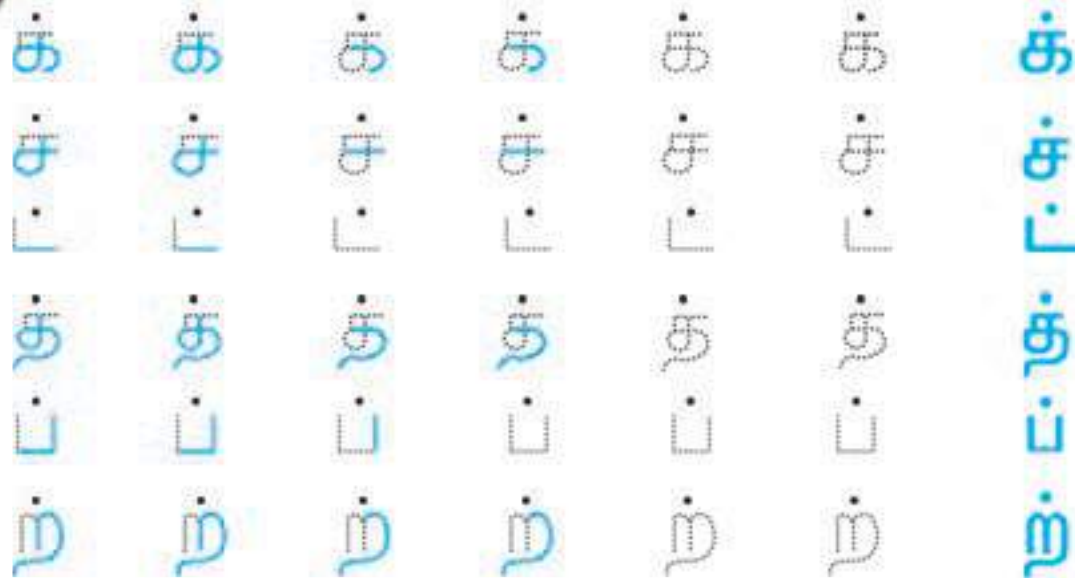 க் க் க் க் க் க் க்
ச் ச் ச் ச் ச் ச் ச்
ட் ட் ட் ட் ட் ட் ட்
த் த் த் த் த் த் த்
ப் ப் ப் ப் ப் ப் ப்
ற் ற் ற் ற் ற் ற் ற்